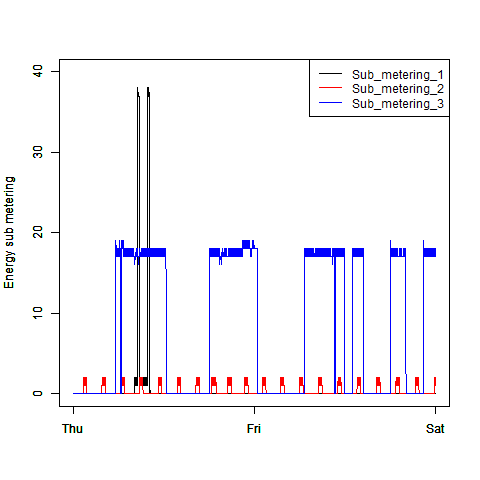 40
30
20
10
0
Energy sub metering
Sub_metering_1
Sub_metering_2
Sub_metering_3
Thu
Fri
Sat